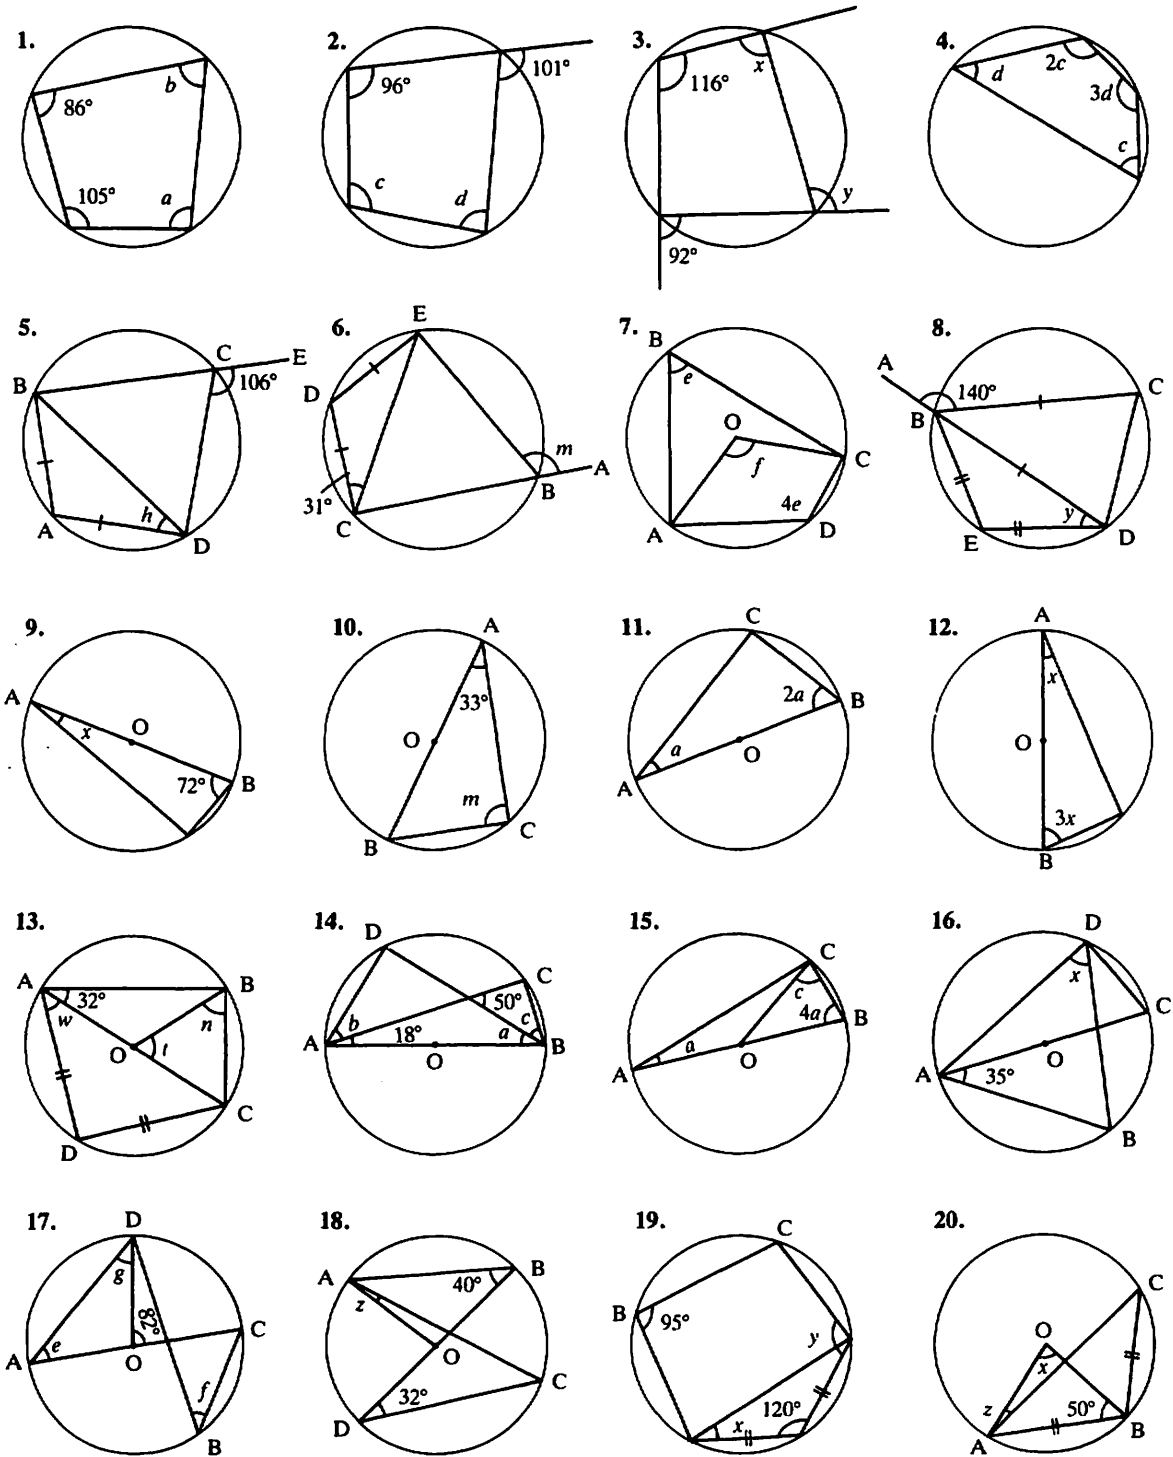 1. 2. 3. 4.
b 86° 105° a
96° 101° c d
x 116° y 92°
d 2c 3d c
5. 6. 7. 8.
B C E 106° h A D
E D m A B 31° C
B e O f C 4e A D
A 140° B C y E D
9. 10. 11. 12.
A x O 72° B
A 33° O m B C
C 2a B a O A
A x O 3x B
13. 14. 15. 16.
A 32° B w n O t D C
D C 50° b 18° a c A O B
C c 4a B a A O
D x C A 35° O B
17. 18. 19. 20.
D g 28° e O C A f B
A B 40° z O 32° C D
C B 95° y 120° x
C O x 50° z A B